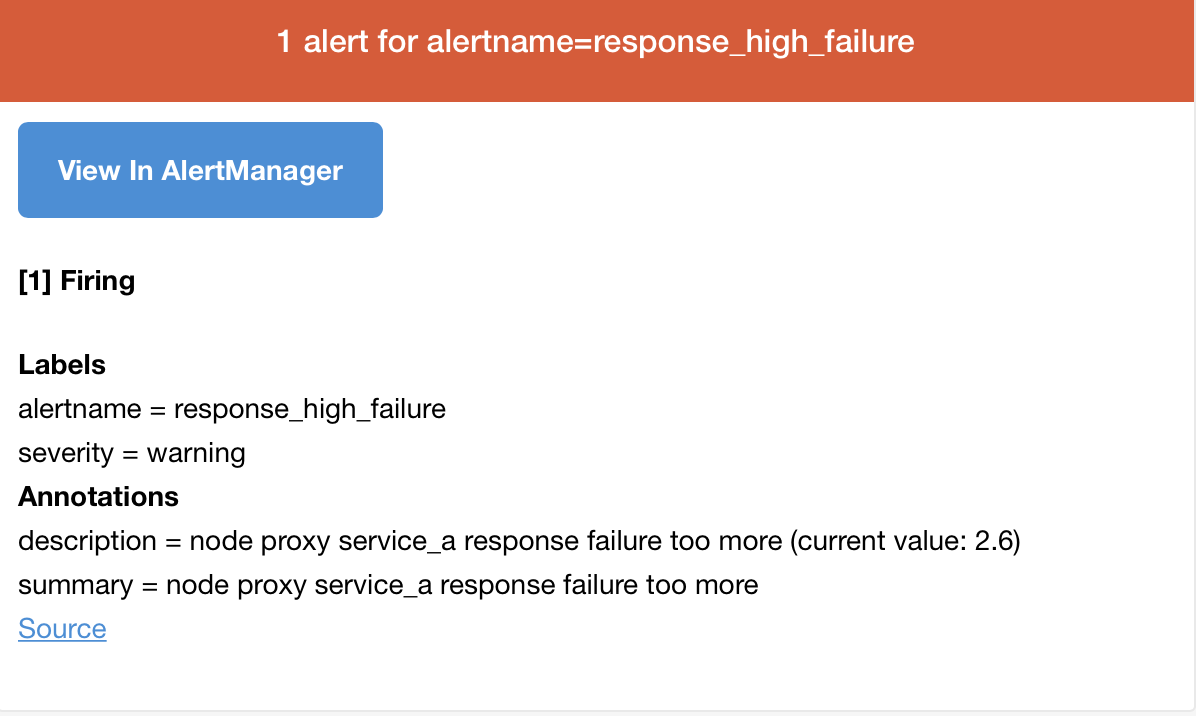 1 alert for alertname=response_high_failure
View In AlertManager
[1] Firing
Labels
alertname = response_high_failure
severity = warning
Annotations
description = node proxy service_a response failure too more (current value: 2.6)
summary = node proxy service_a response failure too more
Source